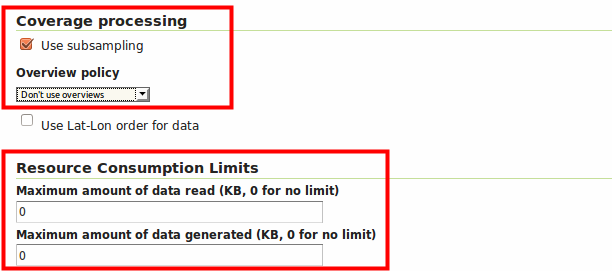 Coverage processing
Use subsampling
Overview policy
Don't use overviews
Use Lat-Lon order for data
Resource Consumption Limits
Maximum amount of data read (KB, 0 for no limit)
0
Maximum amount of data generated (KB, 0 for no limit)
0